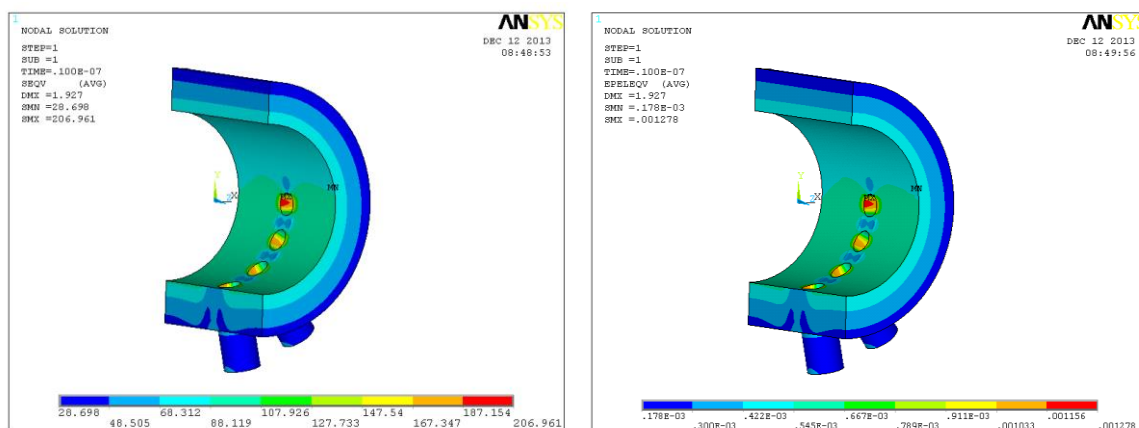 1
ANSYS
NODAL SOLUTION
DEC 12 2013
08:48:53
STEP=1
SUB =1
TIME=.100E-07
SEQV (AVG)
DMX =1.927
SMN =28.698
SMX =206.961
Y
Z
X
MN
MX
28.698 68.312 107.926 147.54 187.154
48.505 88.119 127.733 167.347 206.961
1
ANSYS
NODAL SOLUTION
DEC 12 2013
08:49:56
STEP=1
SUB =1
TIME=.100E-07
EPELEQV (AVG)
DMX =1.927
SMN =.178E-03
SMX =.001278
Y
Z
X
MN
MX
.178E-03 .422E-03 .667E-03 .911E-03 .001156
.300E-03 .545E-03 .789E-03 .001033 .001278